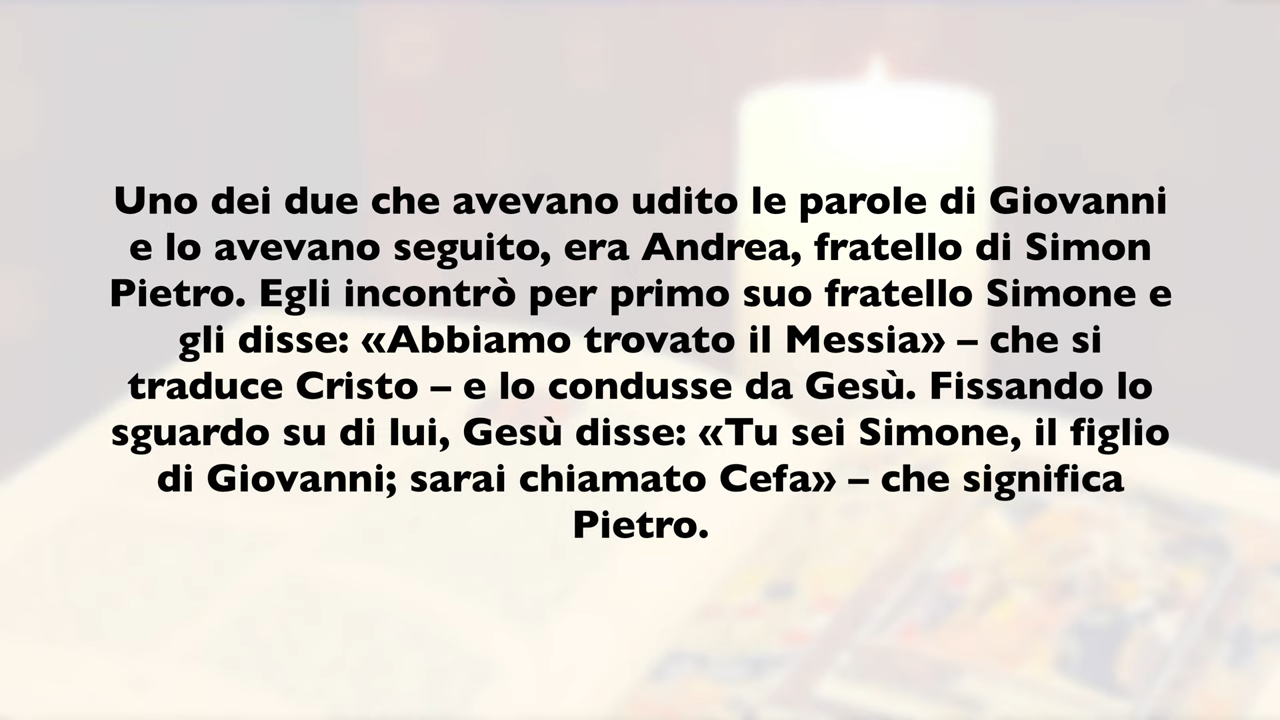 Uno dei due che avevano udito le parole di Giovanni
e lo avevano seguito, era Andrea, fratello di Simon
Pietro. Egli incontrò per primo suo fratello Simone e
gli disse: «Abbiamo trovato il Messia» – che si
traduce Cristo – e lo condusse da Gesù. Fissando lo
sguardo su di lui, Gesù disse: «Tu sei Simone, il figlio
di Giovanni; sarai chiamato Cefa» – che significa
Pietro.